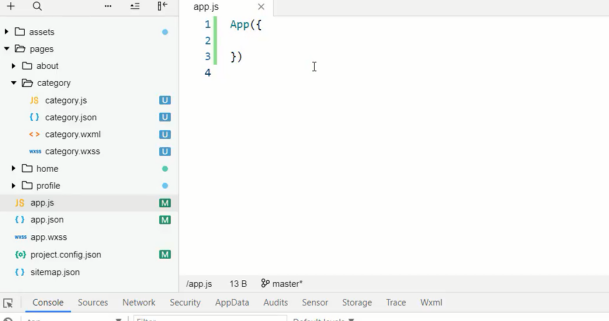 app.js
assets
pages
about
category
JS category.js U
{ } category.json U
< > category.wxml U
wxss category.wxss U
home
profile
JS app.js M
{ } app.json M
wxss app.wxss
{o} project.config.json M
{ } sitemap.json
1 App({
2
3 })
4
/app.js 13 B master*
Console Sources Network Security AppData Audits Sensor Storage Trace Wxml